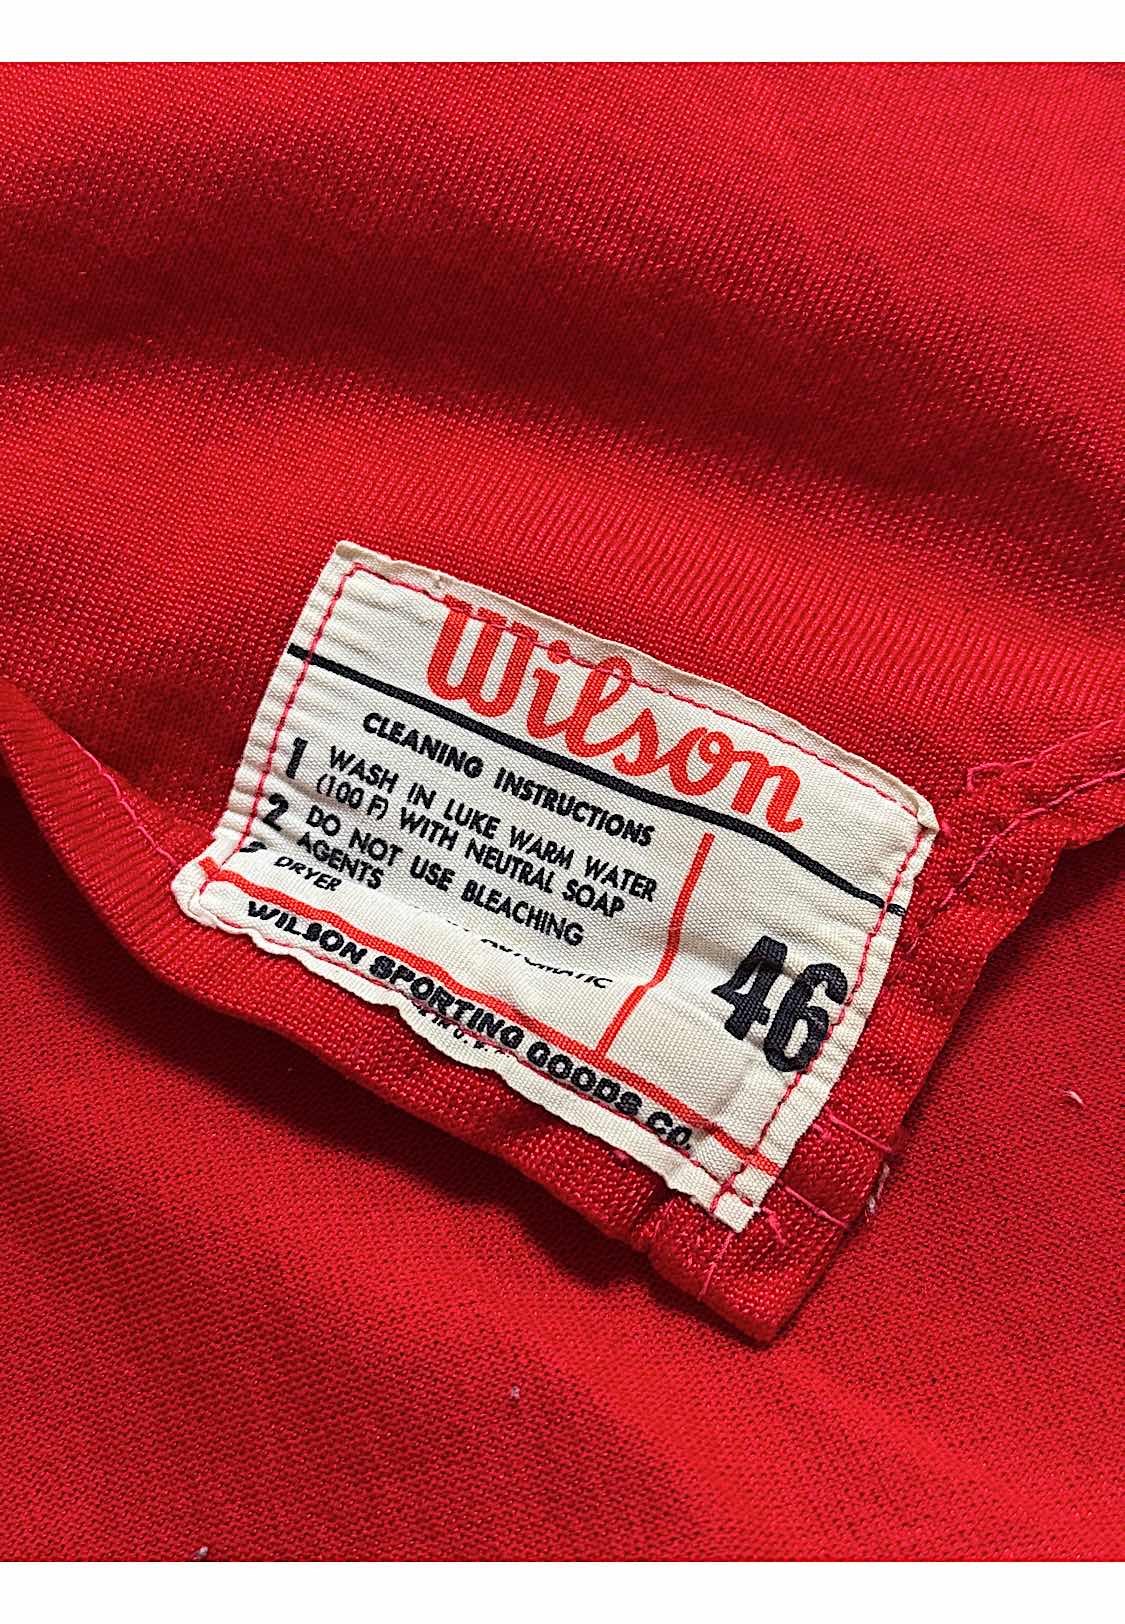 Wilson
CLEANING INSTRUCTIONS
1 WASH IN LUKE WARM WATER
(100 F) WITH NEUTRAL SOAP
2 DO NOT USE BLEACHING
AGENTS
DRYER
46
WILSON SPORTING GOODS CO.